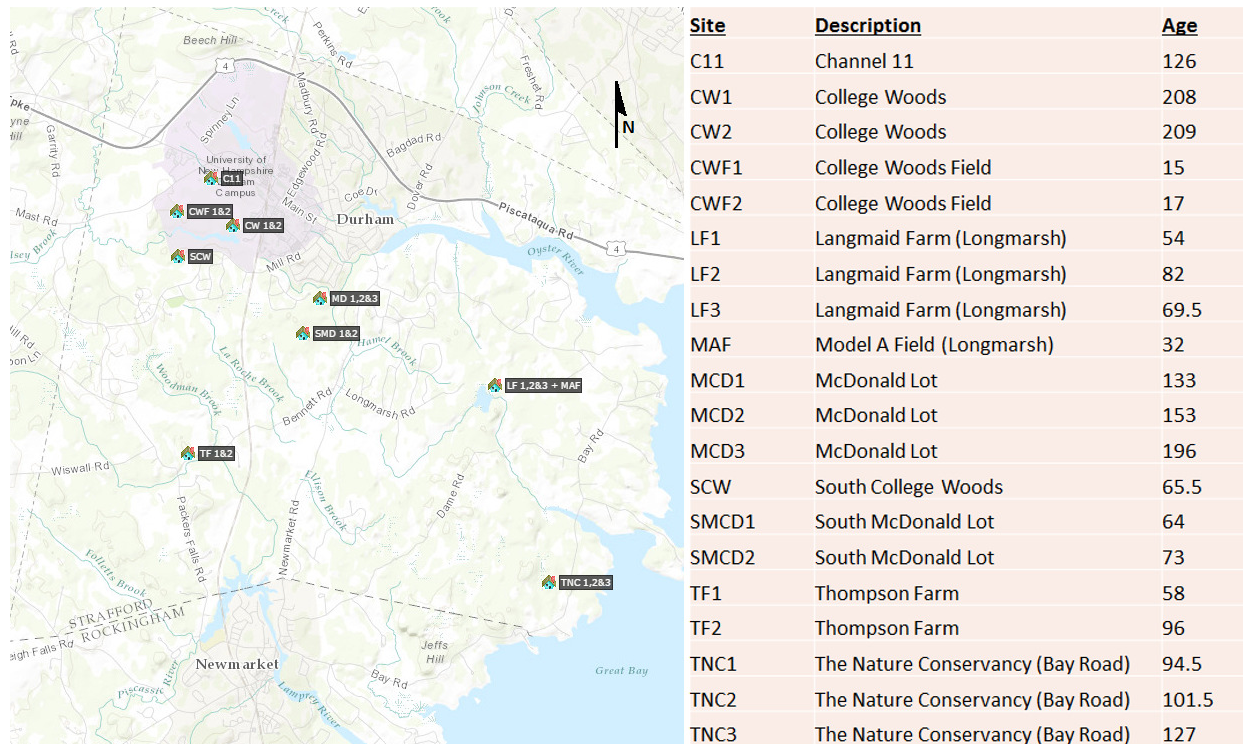 Creek
Brook
Beech Hill
Perkins Rd
4
Madbury Rd
Freshet Rd
Johnson Creek
N
Spinney Ln
Garrity Rd
Edgewood Rd
Bagdad Rd
University of
New Hampshire
Campus
C11
Coe Dr
Dover Rd
Main St
CWF 1&2
Mast Rd
CW 1&2
Durham
Piscataqua Rd
4
Oyster River
SCW
Mill Rd
MD 1,2&3
SMD 1&2
Hamel Brook
La Roche Brook
Woodman Brook
LF 1,2&3 + MAF
Bennett Rd
Longmarsh Rd
Bay Rd
TF 1&2
Wiswall Rd
Ellison Brook
Dame Rd
Packers Falls Rd
Newmarket Rd
Folletts Brook
TNC 1,2&3
STRAFFORD
ROCKINGHAM
Jeffs
Hill
Newmarket
Great Bay
Bay Rd
Piscassic River
Lamprey River
Site Description Age
C11 Channel 11 126
CW1 College Woods 208
CW2 College Woods 209
CWF1 College Woods Field 15
CWF2 College Woods Field 17
LF1 Langmaid Farm (Longmarsh) 54
LF2 Langmaid Farm (Longmarsh) 82
LF3 Langmaid Farm (Longmarsh) 69.5
MAF Model A Field (Longmarsh) 32
MCD1 McDonald Lot 133
MCD2 McDonald Lot 153
MCD3 McDonald Lot 196
SCW South College Woods 65.5
SMCD1 South McDonald Lot 64
SMCD2 South McDonald Lot 73
TF1 Thompson Farm 58
TF2 Thompson Farm 96
TNC1 The Nature Conservancy (Bay Road) 94.5
TNC2 The Nature Conservancy (Bay Road) 101.5
TNC3 The Nature Conservancy (Bay Road) 127